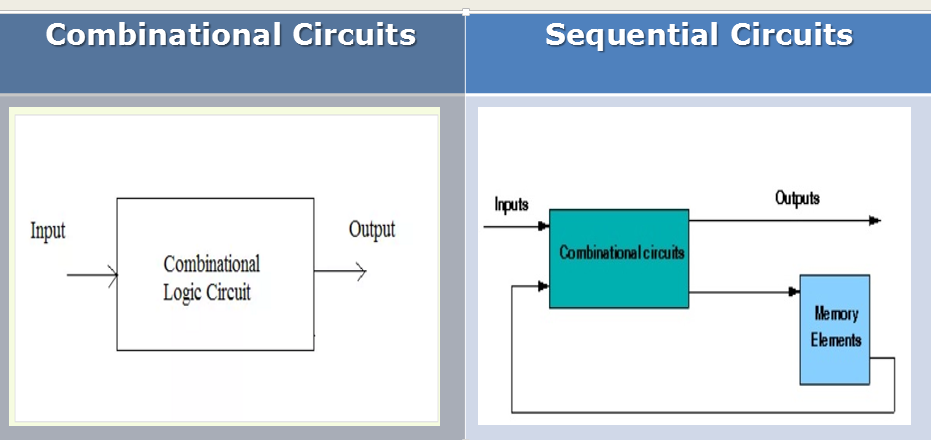 Combinational Circuits
Sequential Circuits
Input
Output
Combinational
Logic Circuit
Inputs
Outputs
Combinational circuits
Memory
Elements